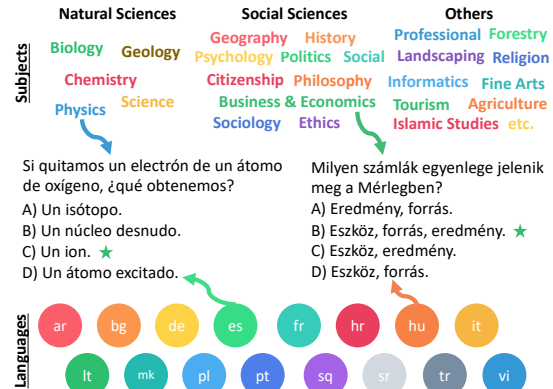 Natural Sciences
Social Sciences
Others
Subjects
Biology
Geology
Chemistry
Science
Physics
Geography
History
Psychology
Politics
Social
Citizenship
Philosophy
Business & Economics
Sociology
Ethics
Professional
Forestry
Landscaping
Religion
Informatics
Fine Arts
Tourism
Agriculture
Islamic Studies
etc.
Si quitamos un electrón de un átomo
de oxígeno, ¿qué obtenemos?
A) Un isótopo.
B) Un núcleo desnudo.
C) Un ion.
D) Un átomo excitado.
Milyen számlák egyenlege jelenik
meg a Mérlegben?
A) Eredmény, forrás.
B) Eszköz, forrás, eredmény.
C) Eszköz, eredmény.
D) Eszköz, forrás.
Languages
ar bg de es fr hr hu it
lt mk pl pt sq sr tr vi